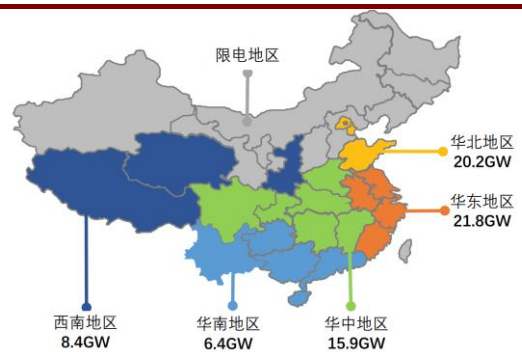 限电地区
华北地区
20.2GW
华东地区
21.8GW
西南地区
8.4GW
华南地区
6.4GW
华中地区
15.9GW